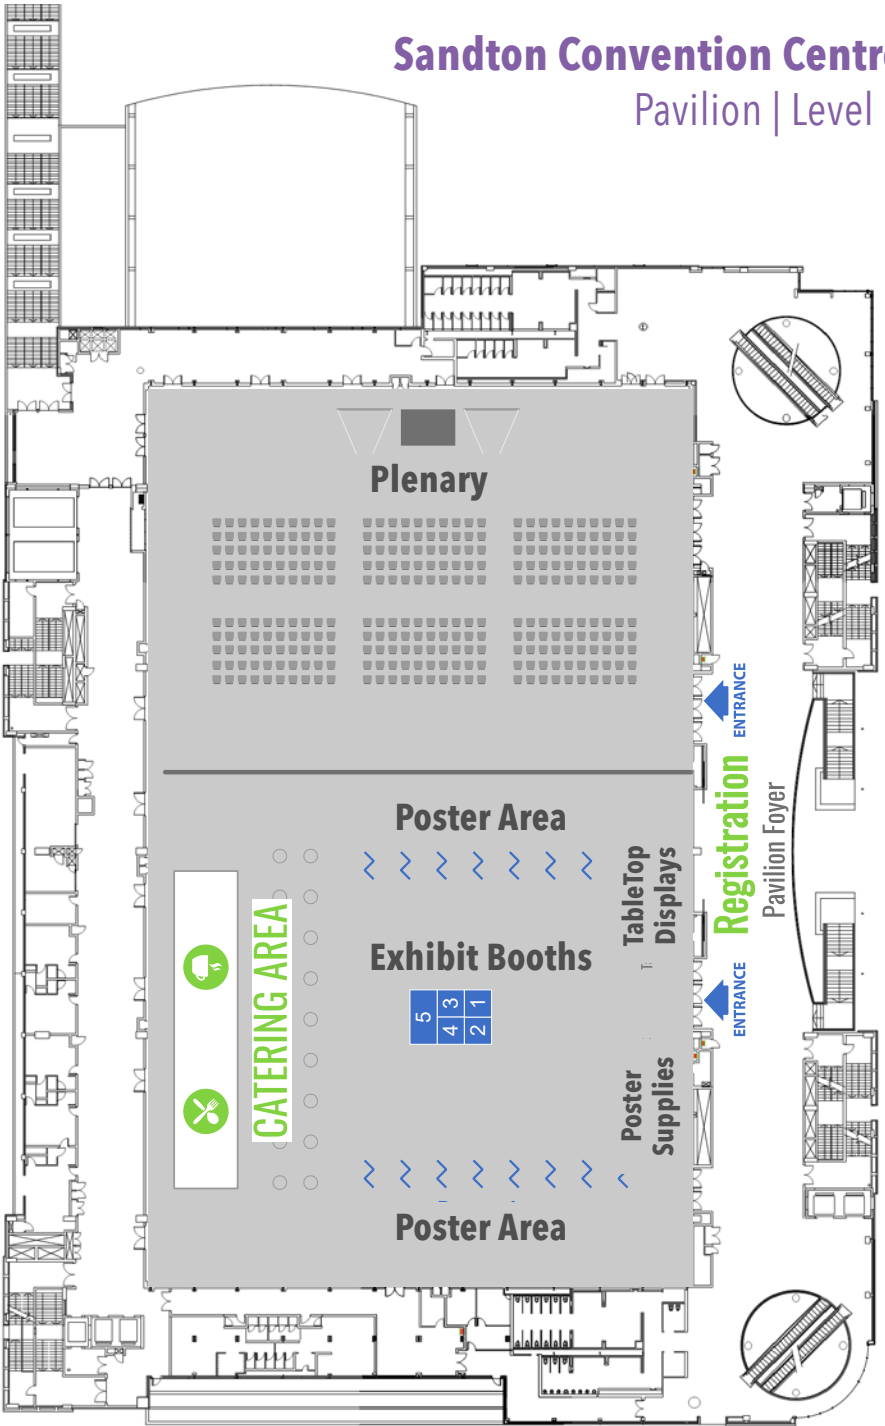 Sandton Convention Centr
Pavilion | Level
Plenary
ENTRANCE
Registration
Pavilion Foyer
Poster Area
TableTop
Displays
CATERING AREA
Exhibit Booths
5
4 3
2 1
ENTRANCE
Poster
Supplies
Poster Area